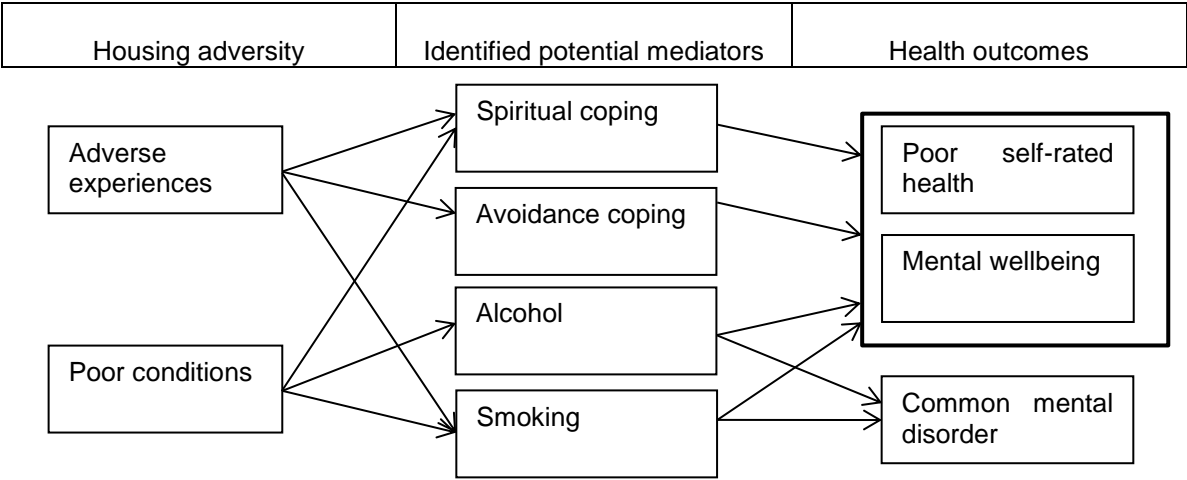 Housing adversity
Identified potential mediators
Health outcomes
Adverse
experiences
Poor conditions
Spiritual coping
Avoidance coping
Alcohol
Smoking
Poor self-rated
health
Mental wellbeing
Common mental
disorder